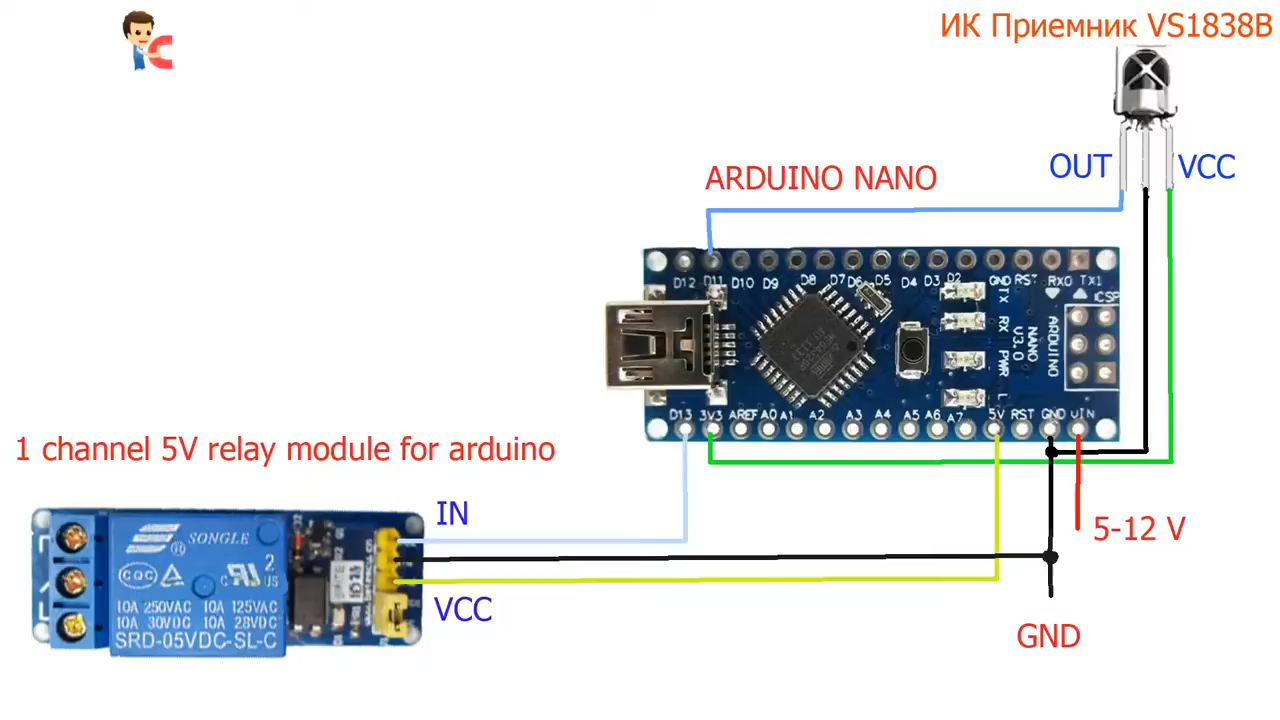 ИК Приемник VS1838B
OUT
VCC
ARDUINO NANO
D12 D11 D10 D9 D8 D7 D6 D5 D4 D3 D2 GND RST RX0 TX1
ICSP
TX
RX
PWR
L
NANO
V3.0
ARDUINO
D13 3V3 AREF A0 A1 A2 A3 A4 A5 A6 A7 5V RST GND VIN
1 channel 5V relay module for arduino
IN
5-12 V
VCC
GND
SONGLE
®
2
CQC
C US
10A 250VAC 10A 125VAC
10A 30VDC 10A 28VDC
SRD-05VDC-SL-C